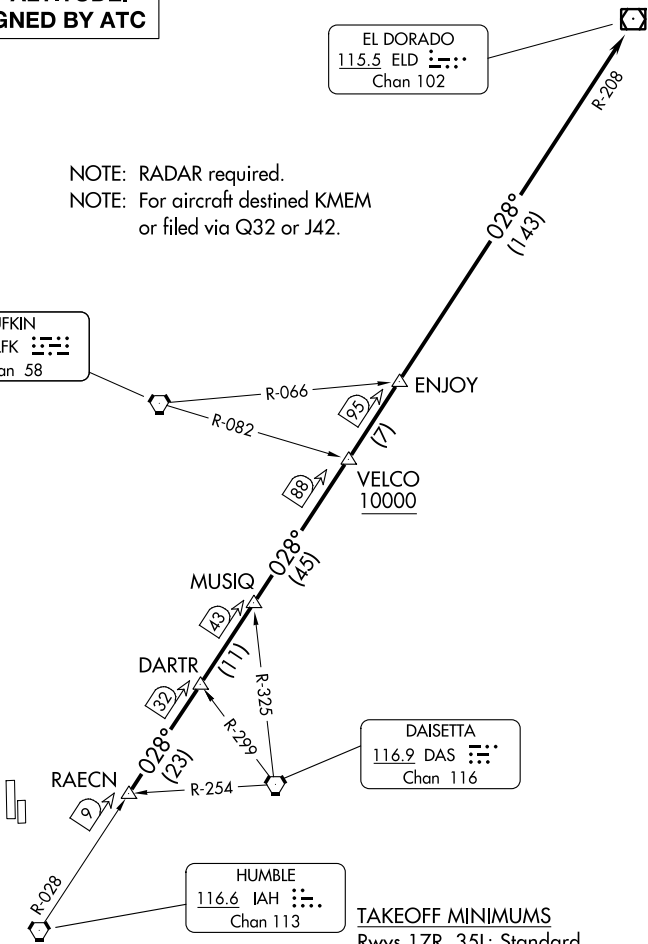 GNED BY ATC
EL DORADO
115.5 ELD
Chan 102
R-208
NOTE: RADAR required.
NOTE: For aircraft destined KMEM
or filed via Q32 or J42.
028°
(143)
UFKIN
FK
an 58
R-066
95
ENJOY
R-082
(7)
88
VELCO
10000
028°
(45)
MUSIQ
43
(11)
DARTR
R-325
32
R-299
028°
(23)
DAISETTA
116.9 DAS
Chan 116
RAECN
R-254
9
R-028
HUMBLE
116.6 IAH
Chan 113
TAKEOFF MINIMUMS
Rwys 17R, 35L: Standard